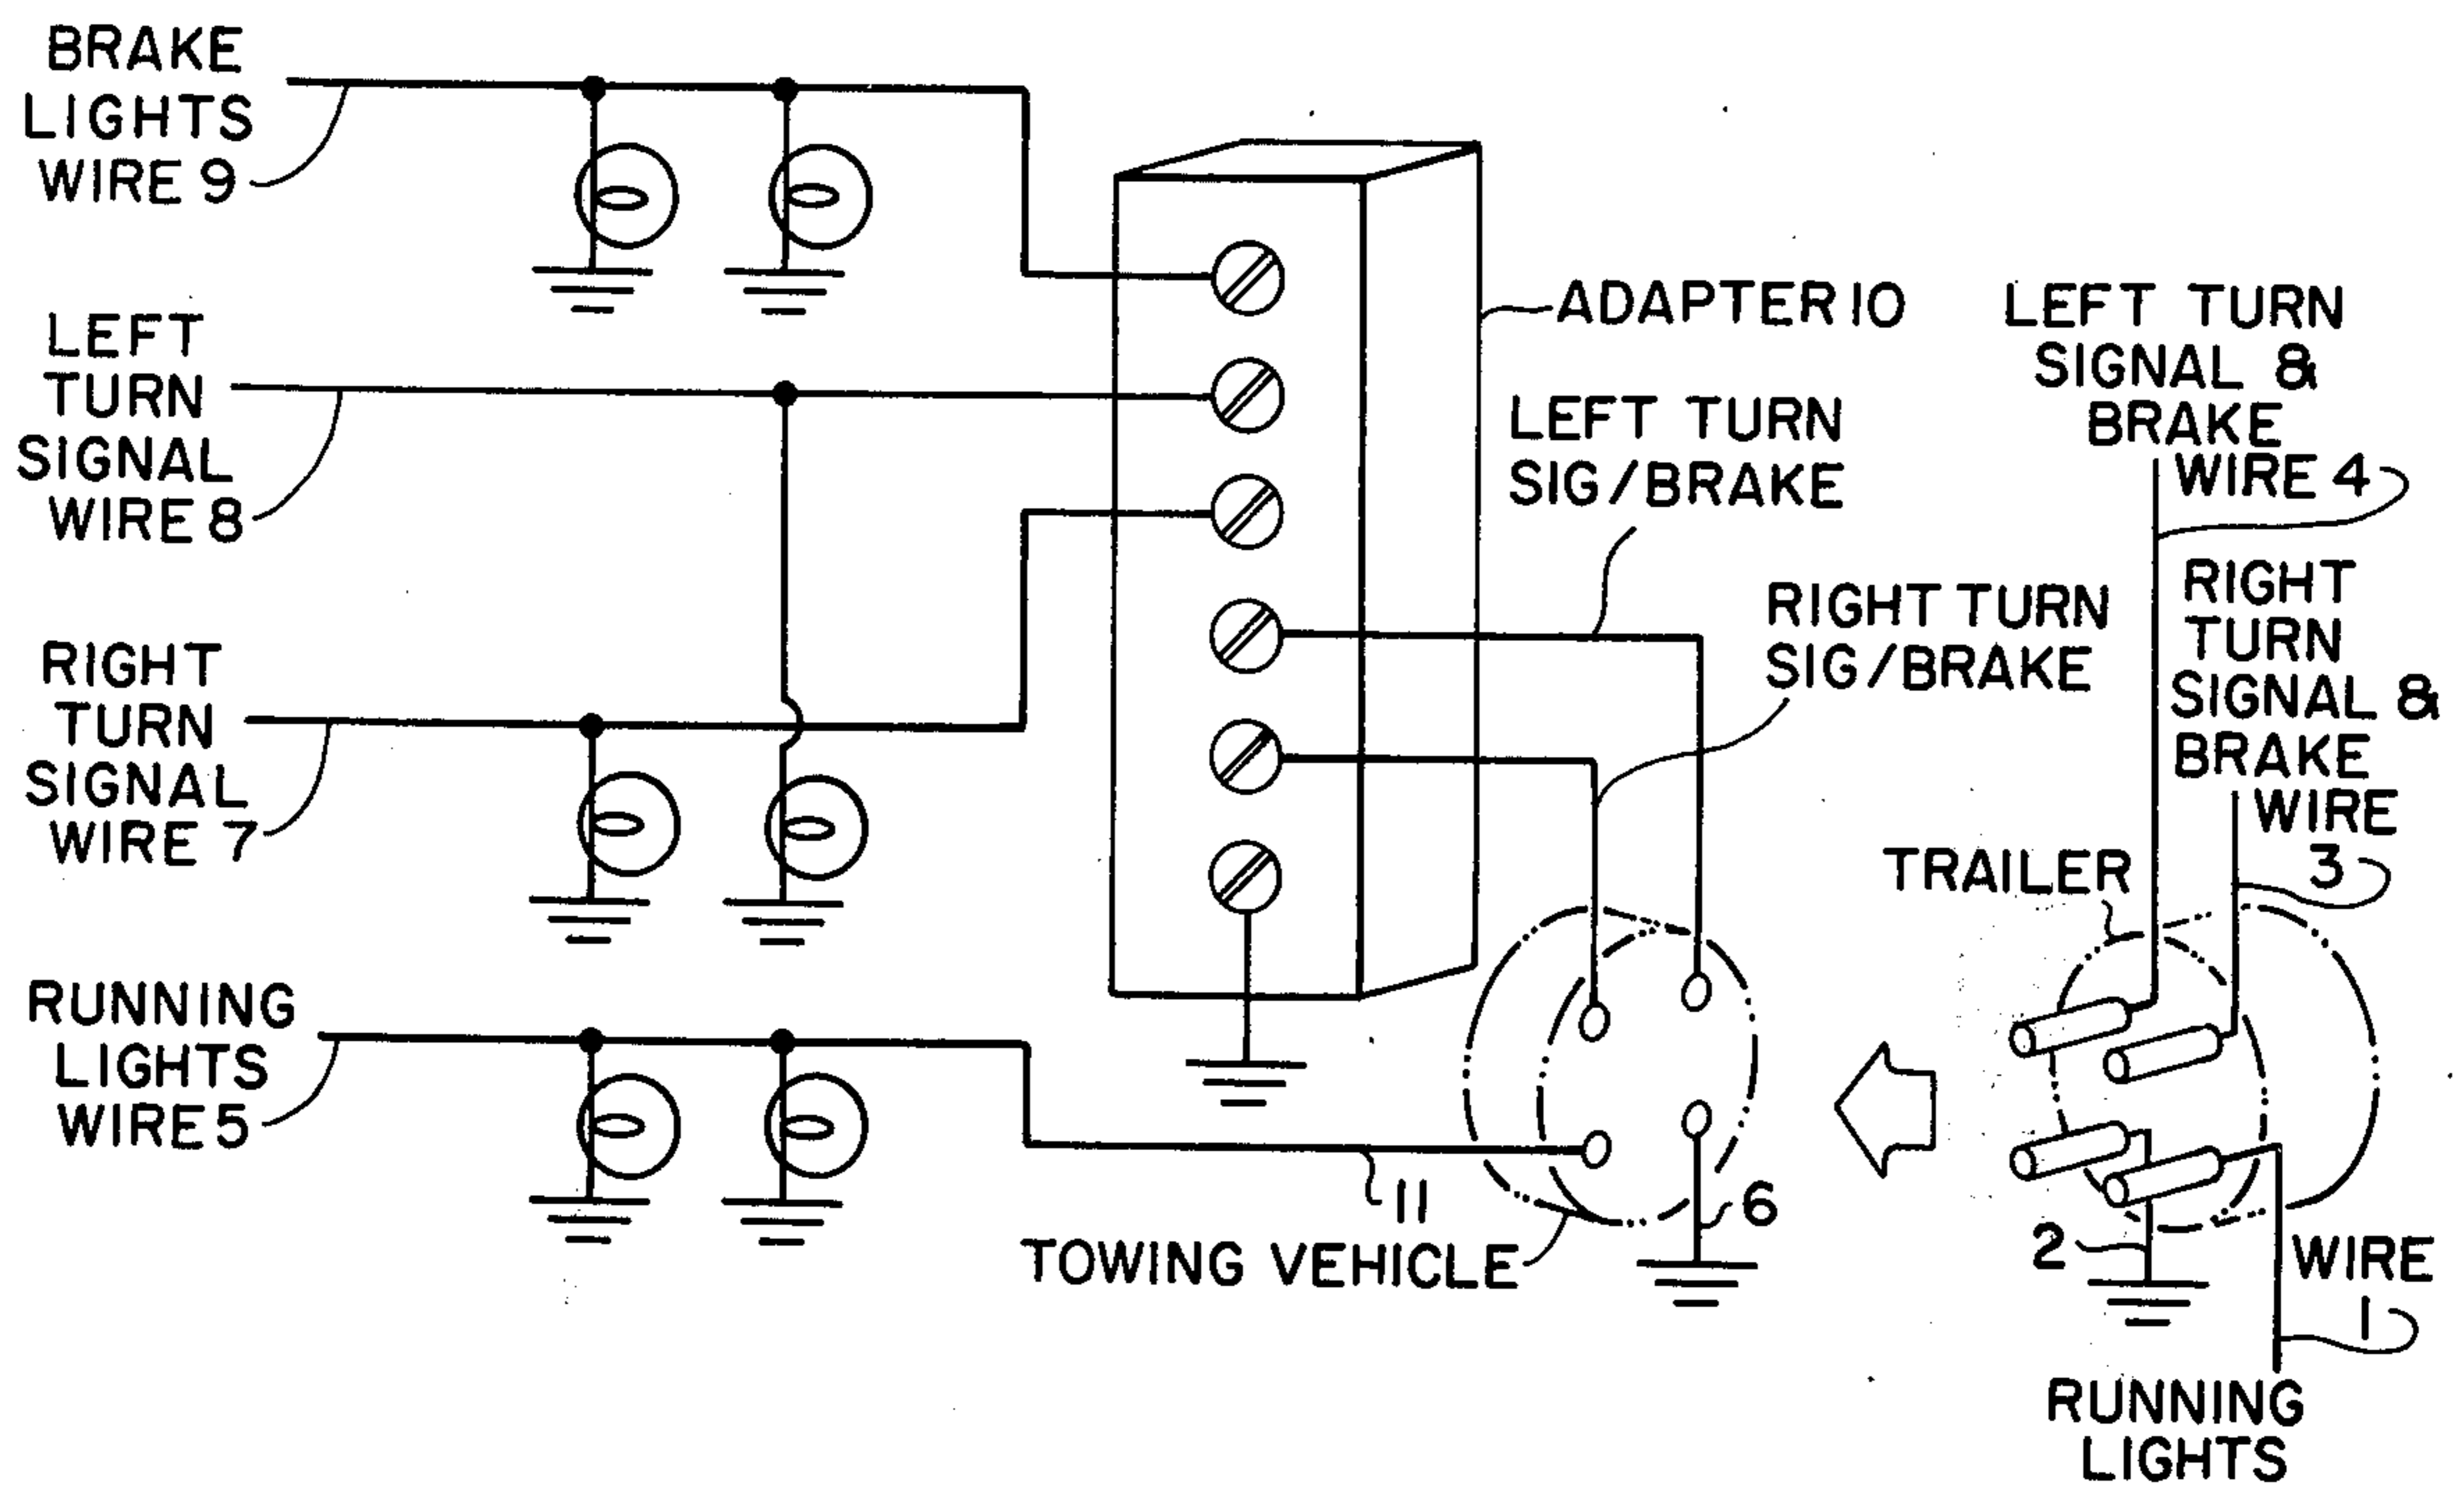 BRAKE
LIGHTS
WIRE 9
LEFT
TURN
SIGNAL
WIRE 8
RIGHT
TURN
SIGNAL
WIRE 7
RUNNING
LIGHTS
WIRE 5
ADAPTER 10
LEFT TURN
SIG/BRAKE
RIGHT TURN
SIG/BRAKE
11
TOWING VEHICLE
6
LEFT TURN
SIGNAL &
BRAKE
WIRE 4
RIGHT
TURN
SIGNAL &
BRAKE
WIRE
3
TRAILER
2
WIRE
1
RUNNING
LIGHTS